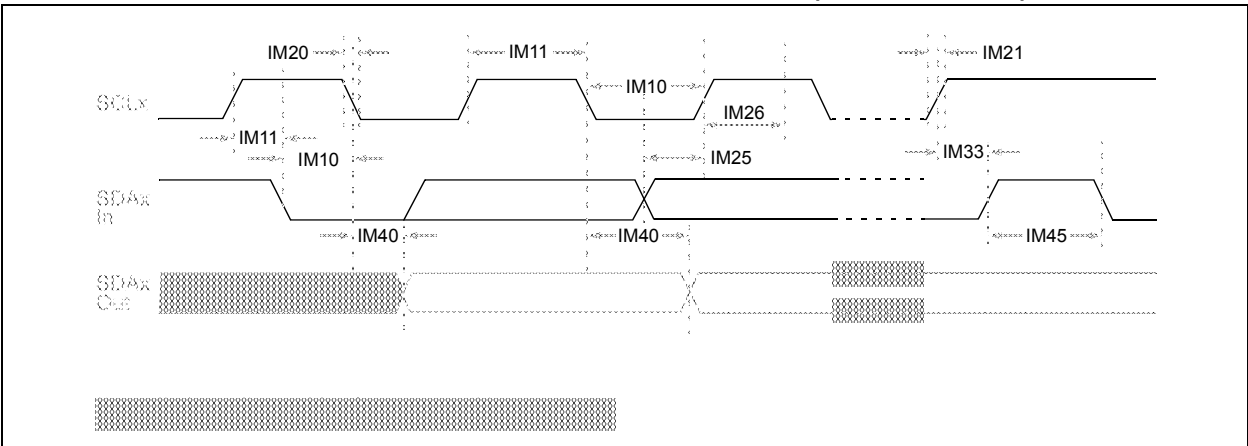 IM20
IM11
IM21
SCLx
IM10
IM26
IM11
IM10
IM25
IM33
SDAx
In
IM40
IM40
IM45
SDAx
Out